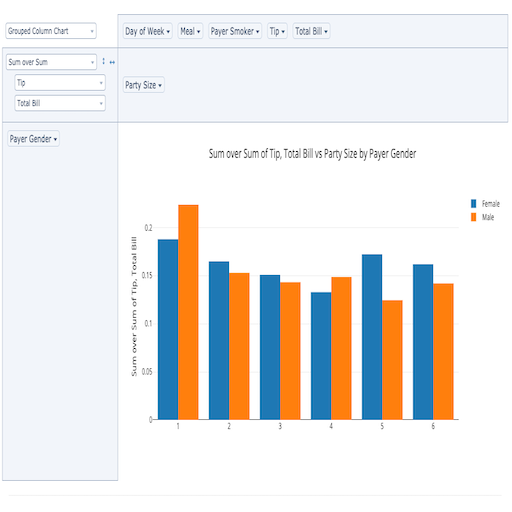 Grouped Column Chart
Day of Week ▾ Meal ▾ Payer Smoker ▾ Tip ▾ Total Bill ▾
Sum over Sum ↕ ↔
Tip
Total Bill
Party Size ▾
Payer Gender ▾
Sum over Sum of Tip, Total Bill vs Party Size by Payer Gender
Female
Male
Sum over Sum of Tip, Total Bill
0.2
0.15
0.1
0.05
0
1 2 3 4 5 6